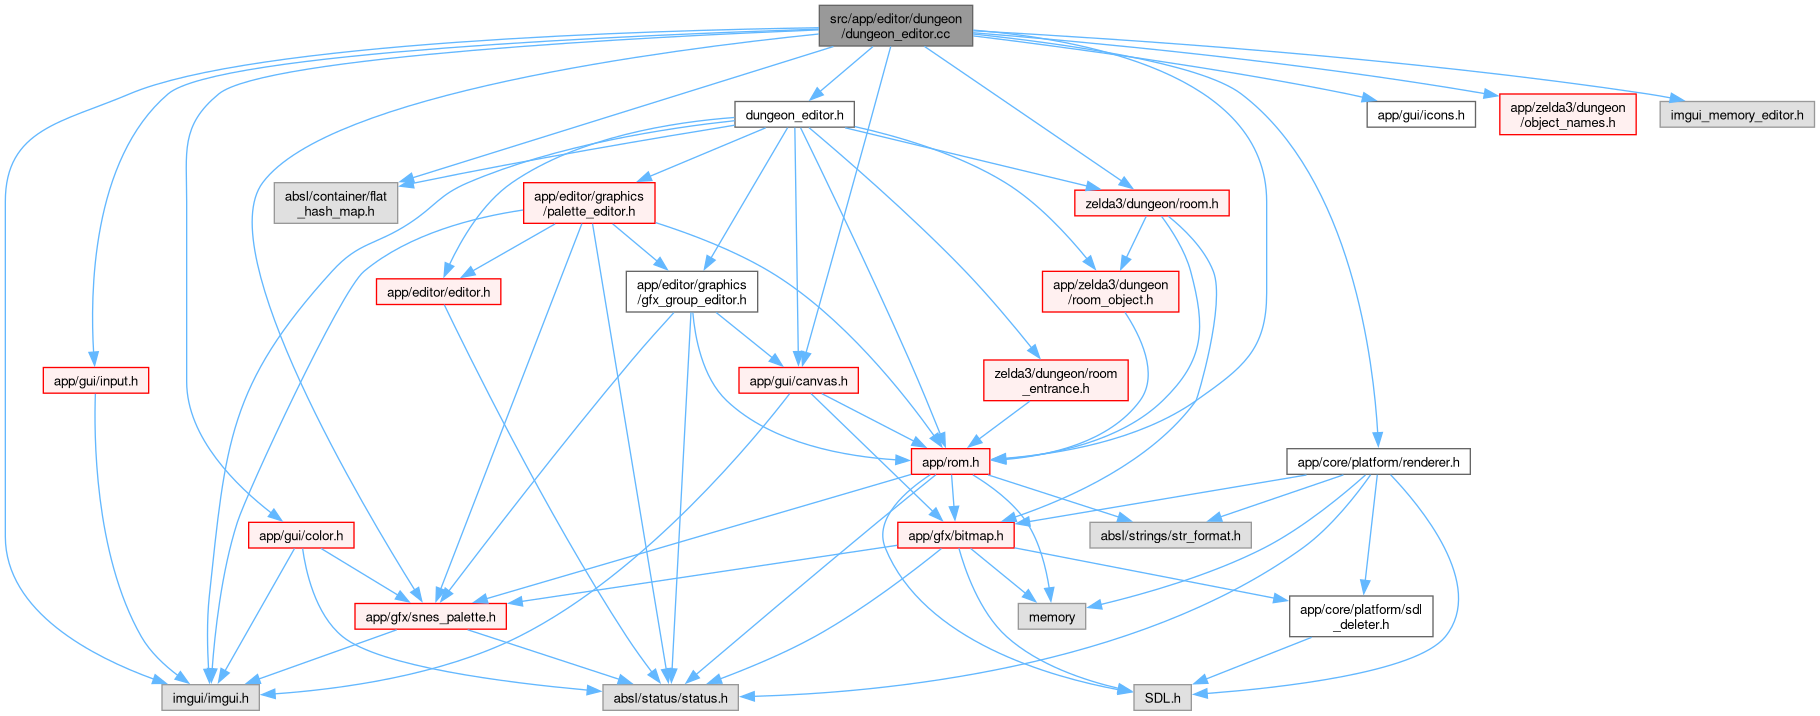 src/app/editor/dungeon
/dungeon_editor.cc
dungeon_editor.h
app/gui/icons.h
app/zelda3/dungeon
/object_names.h
imgui_memory_editor.h
absl/container/flat
_hash_map.h
app/editor/graphics
/palette_editor.h
zelda3/dungeon/room.h
app/editor/editor.h
app/editor/graphics
/gfx_group_editor.h
app/zelda3/dungeon
/room_object.h
app/gui/input.h
app/gui/canvas.h
zelda3/dungeon/room
_entrance.h
app/rom.h
app/core/platform/renderer.h
app/gui/color.h
app/gfx/bitmap.h
absl/strings/str_format.h
app/gfx/snes_palette.h
memory
app/core/platform/sdl
_deleter.h
imgui/imgui.h
absl/status/status.h
SDL.h